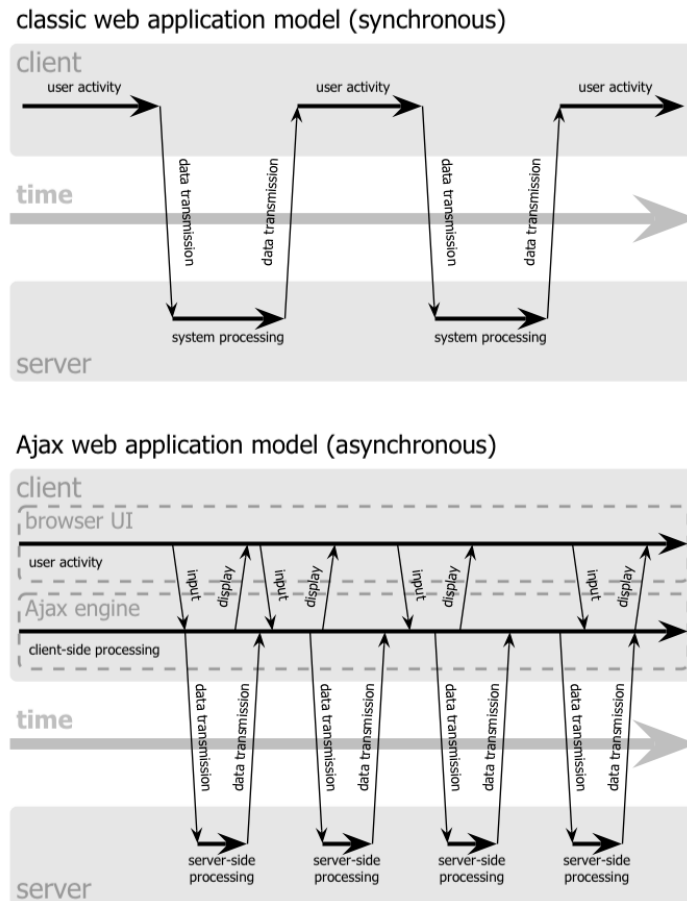 classic web application model (synchronous)
client
user activity
user activity
user activity
data transmission
data transmission
data transmission
data transmission
time
system processing
system processing
server
Ajax web application model (asynchronous)
client
browser UI
user activity
input
display
input
display
input
display
input
display
Ajax engine
client-side processing
data transmission
data transmission
data transmission
data transmission
data transmission
data transmission
data transmission
data transmission
time
server-side
processing
server-side
processing
server-side
processing
server-side
processing
server